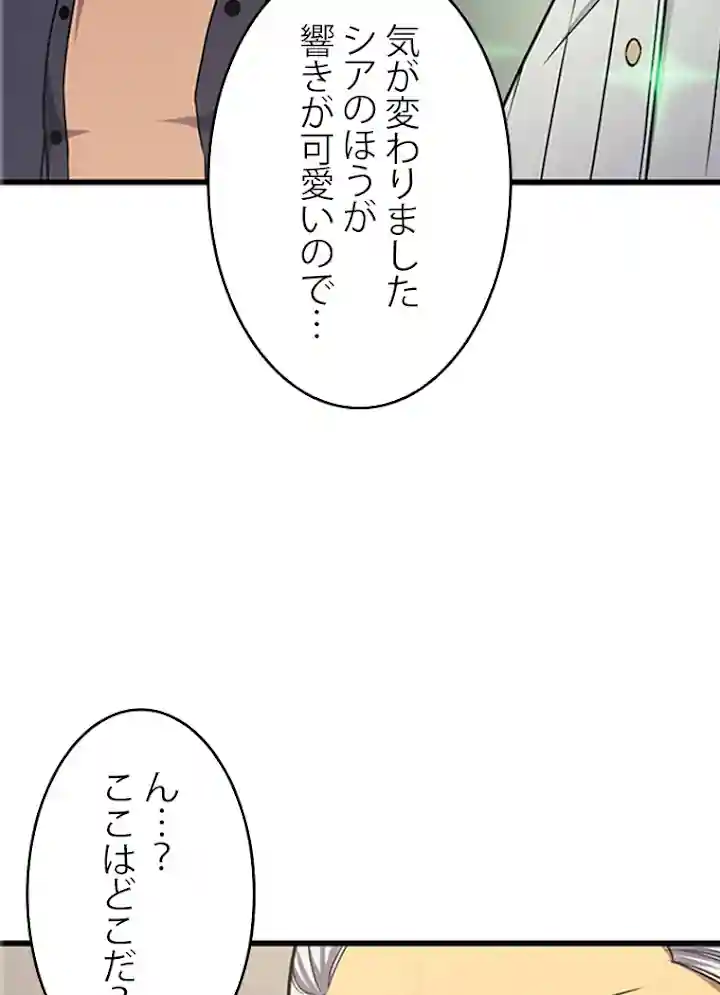 気が変わりました
シアのほうが
響きが可愛いので…
ん…?
ここはどこだ?